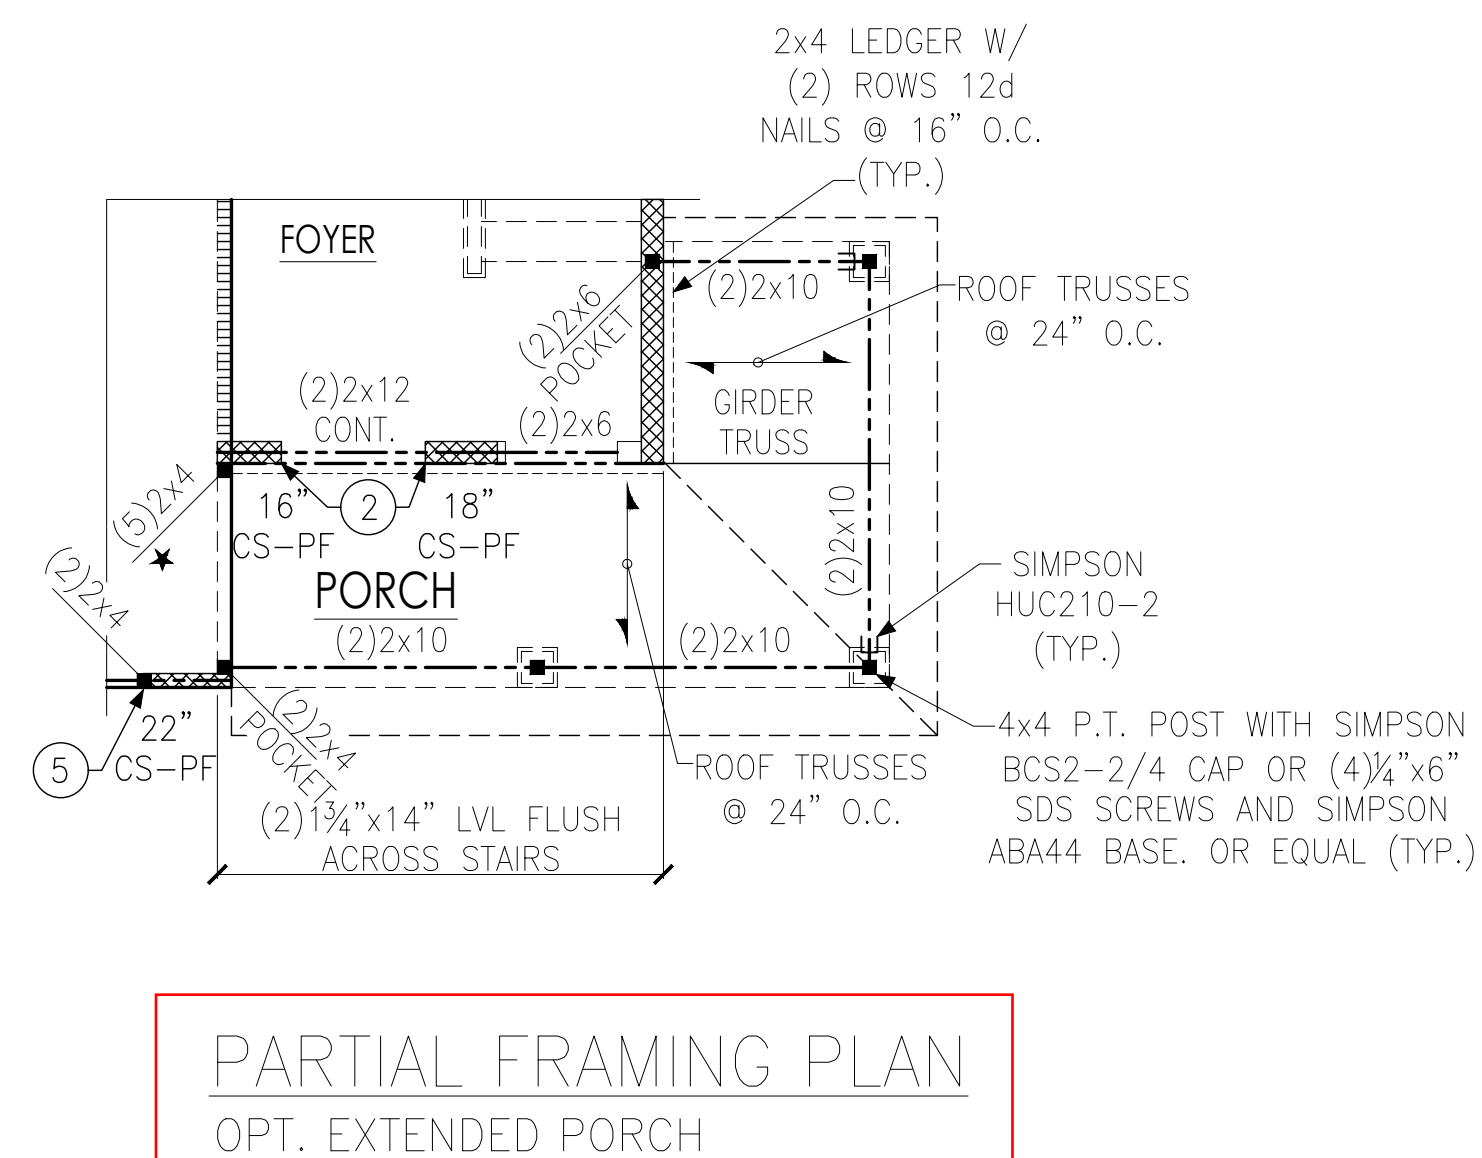 2x4 LEDGER W/
(2) ROWS 12d
NAILS @ 16" O.C.
(TYP.)
FOYER
(2)2x10
ROOF TRUSSES
@ 24" O.C.
(2)2x6
POCKET
(2)2x12
CONT.
(2)2x6
GIRDER
TRUSS
(5)2x4
16"
CS-PF
2
18"
CS-PF
(2)2x10
(2)2x4
PORCH
(2)2x10
(2)2x10
SIMPSON
HUC210-2
(TYP.)
22"
CS-PF
5
(2)2x4
POCKET
ROOF TRUSSES
@ 24" O.C.
4x4 P.T. POST WITH SIMPSON
BCS2-2/4 CAP OR (4)¼"x6"
SDS SCREWS AND SIMPSON
ABA44 BASE. OR EQUAL (TYP.)
(2)1¾"x14" LVL FLUSH
ACROSS STAIRS
PARTIAL FRAMING PLAN
OPT. EXTENDED PORCH